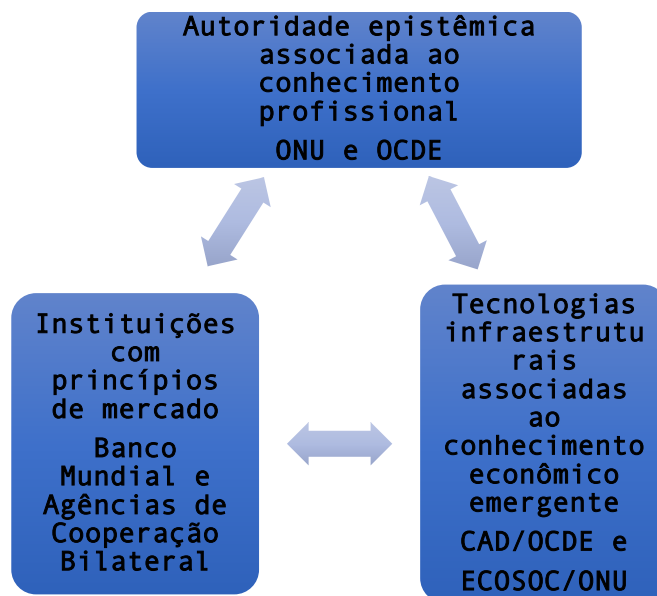 Autoridade epistêmica
associada ao
conhecimento
profissional
ONU e OCDE
Instituições
com
princípios
de mercado
Banco
Mundial e
Agências de
Cooperação
Bilateral
Tecnologias
infraestrutu
rais
associadas
ao
conhecimento
econômico
emergente
CAD/OCDE e
ECOSOC/ONU